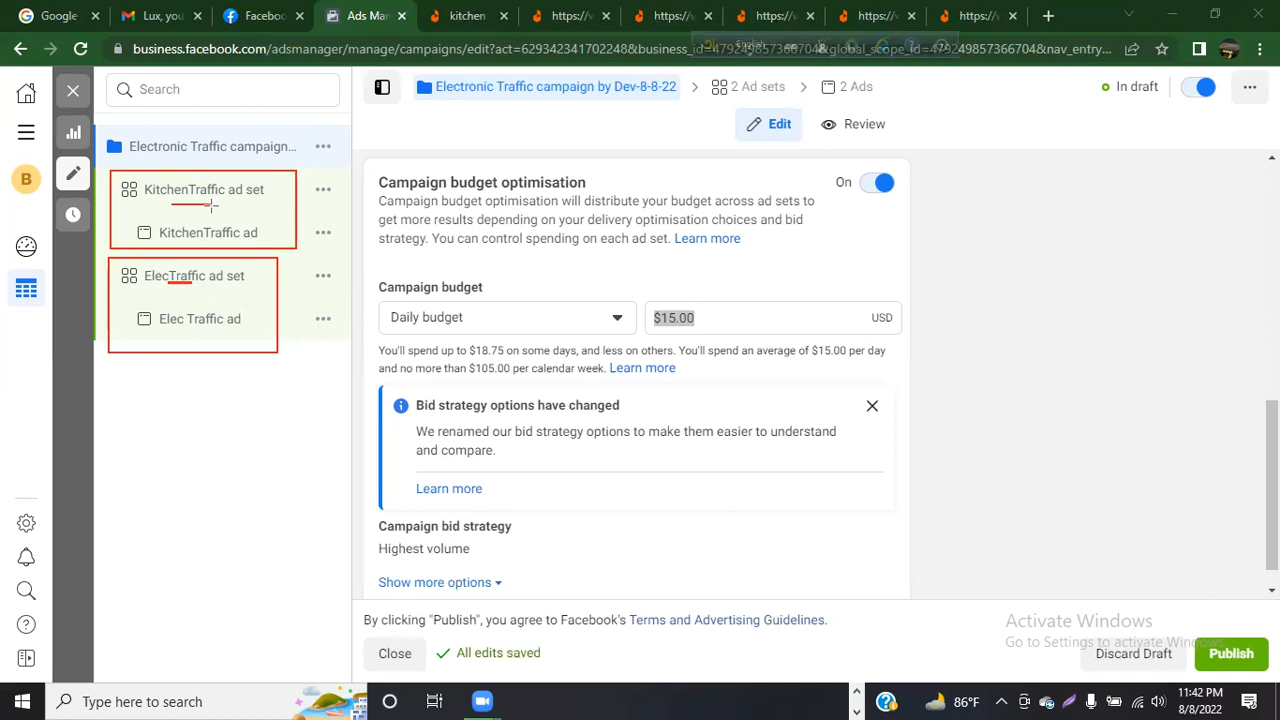 Google
Lux, yo
Facebo
Ads Mar
kitchen
https://w
https://w
https://w
https://w
https://w
business.facebook.com/adsmanager/manage/campaigns/edit?act=629342341702248&business_id=4792498573667048&global_scope_id=4792498573667048&nav_entry...
English
Search
Electronic Traffic campaign by Dev-8-8-22
2 Ad sets
2 Ads
In draft
Edit
Review
Electronic Traffic campaign...
KitchenTraffic ad set
KitchenTraffic ad
ElecTraffic ad set
Elec Traffic ad
B
Campaign budget optimisation
On
Campaign budget optimisation will distribute your budget across ad sets to
get more results depending on your delivery optimisation choices and bid
strategy. You can control spending on each ad set. Learn more
Campaign budget
Daily budget
$15.00
USD
You'll spend up to $18.75 on some days, and less on others. You'll spend an average of $15.00 per day
and no more than $105.00 per calendar week. Learn more
Bid strategy options have changed
We renamed our bid strategy options to make them easier to understand
and compare.
Learn more
Campaign bid strategy
Highest volume
Show more options
By clicking "Publish", you agree to Facebook's Terms and Advertising Guidelines.
Activate Windows
Go to Settings to activate Windows.
Close
All edits saved
Discard Draft
Publish
Type here to search
86°F
11:42 PM
8/8/2022